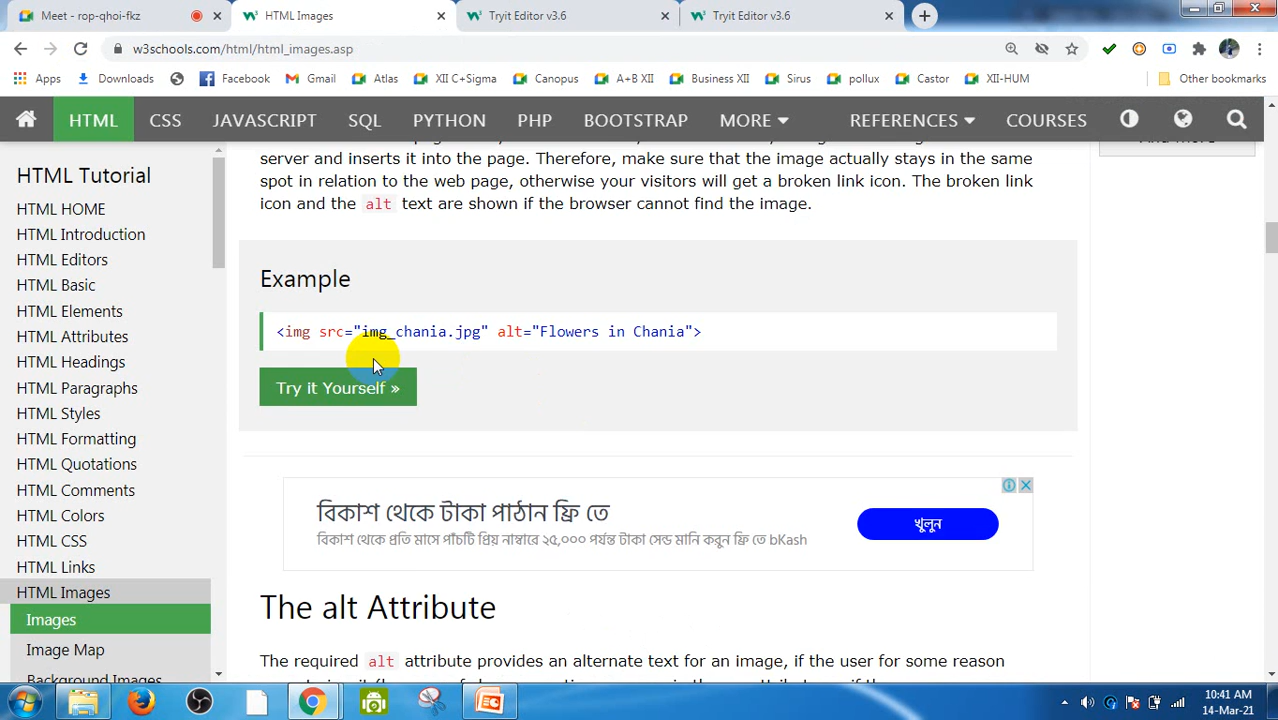 Meet - rop-qhoi-fkz
HTML Images
Tryit Editor v3.6
Tryit Editor v3.6
w3schools.com/html/html_images.asp
Apps
Downloads
Facebook
Gmail
Atlas
XII C+Sigma
Canopus
A+B XII
Business XII
Sirus
pollux
Castor
XII-HUM
Other bookmarks
HTML
CSS
JAVASCRIPT
SQL
PYTHON
PHP
BOOTSTRAP
MORE
REFERENCES
COURSES
HTML Tutorial
HTML HOME
HTML Introduction
HTML Editors
HTML Basic
HTML Elements
HTML Attributes
HTML Headings
HTML Paragraphs
HTML Styles
HTML Formatting
HTML Quotations
HTML Comments
HTML Colors
HTML CSS
HTML Links
HTML Images
Images
Image Map
Background Images
server and inserts it into the page. Therefore, make sure that the image actually stays in the same
spot in relation to the web page, otherwise your visitors will get a broken link icon. The broken link
icon and the alt text are shown if the browser cannot find the image.
Example
<img src="img_chania.jpg" alt="Flowers in Chania">
Try it Yourself »
বিকাশ থেকে টাকা পাঠান ফ্রি তে
বিকাশ থেকে প্রতি মাসে পাঁচটি প্রিয় নাম্বারে ২৫,০০০ পর্যন্ত টাকা সেন্ড মানি করুন ফ্রি তে bKash
খুলুন
The alt Attribute
The required alt attribute provides an alternate text for an image, if the user for some reason
10:41 AM
14-Mar-21